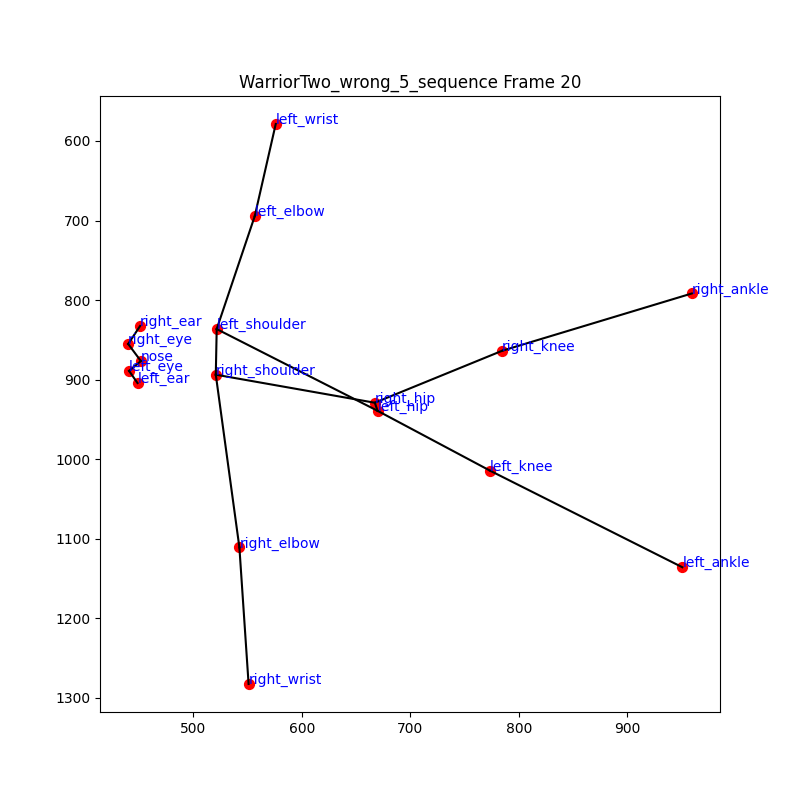 WarriorTwo_wrong_5_sequence Frame 20
left_wrist
600
left_elbow
700
right_ankle
800
right_ear
left_shoulder
right_eye
right_knee
nose
left_eye
right_shoulder
left_ear
900
right_hip
left_hip
1000
left_knee
right_elbow
1100
left_ankle
1200
right_wrist
1300
500 600 700 800 900